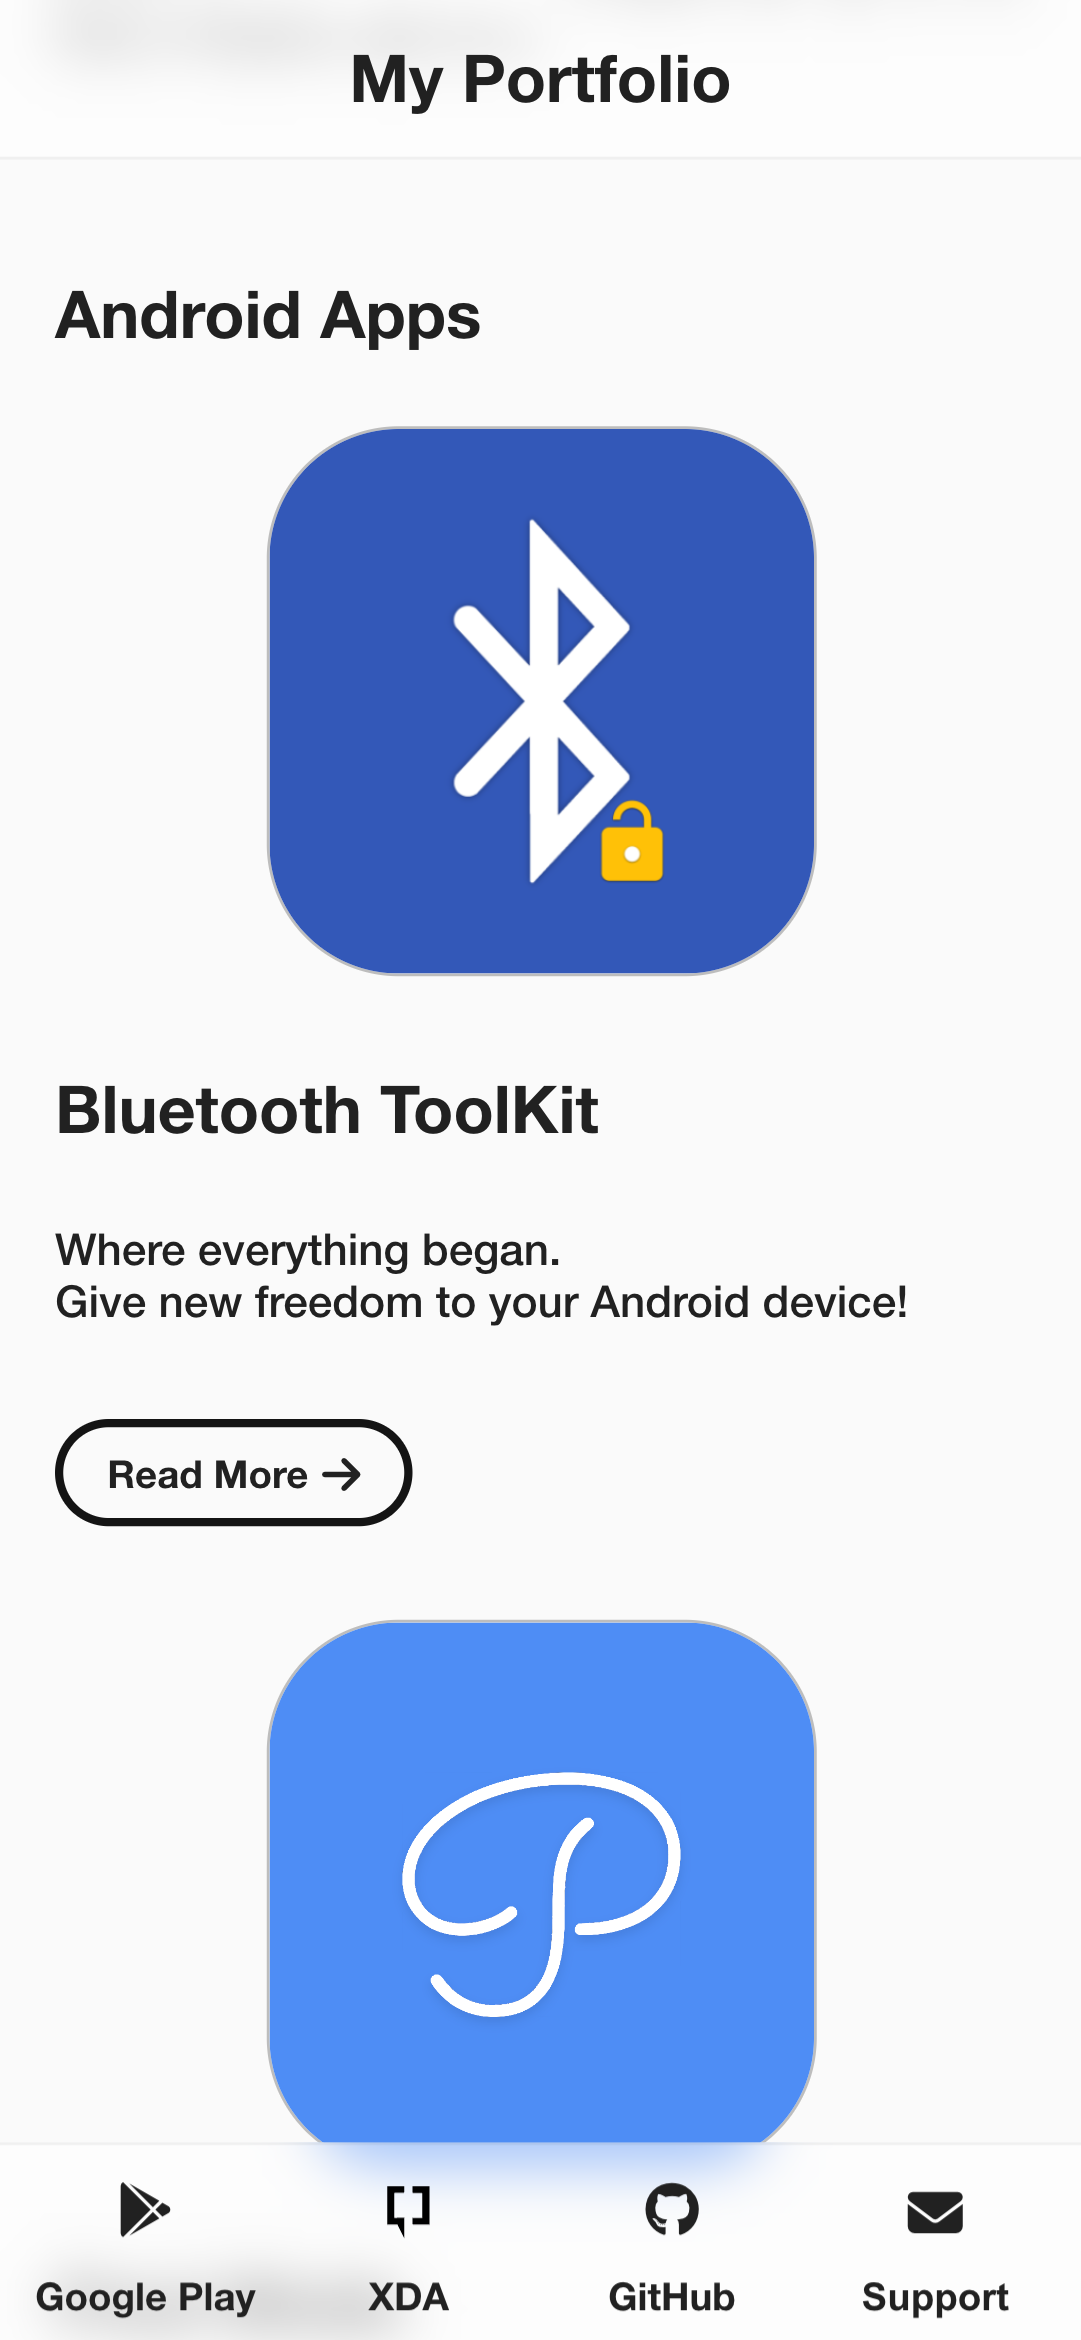 My Portfolio
Android Apps
Bluetooth ToolKit
Where everything began.
Give new freedom to your Android device!
Read More →
Google Play
XDA
GitHub
Support